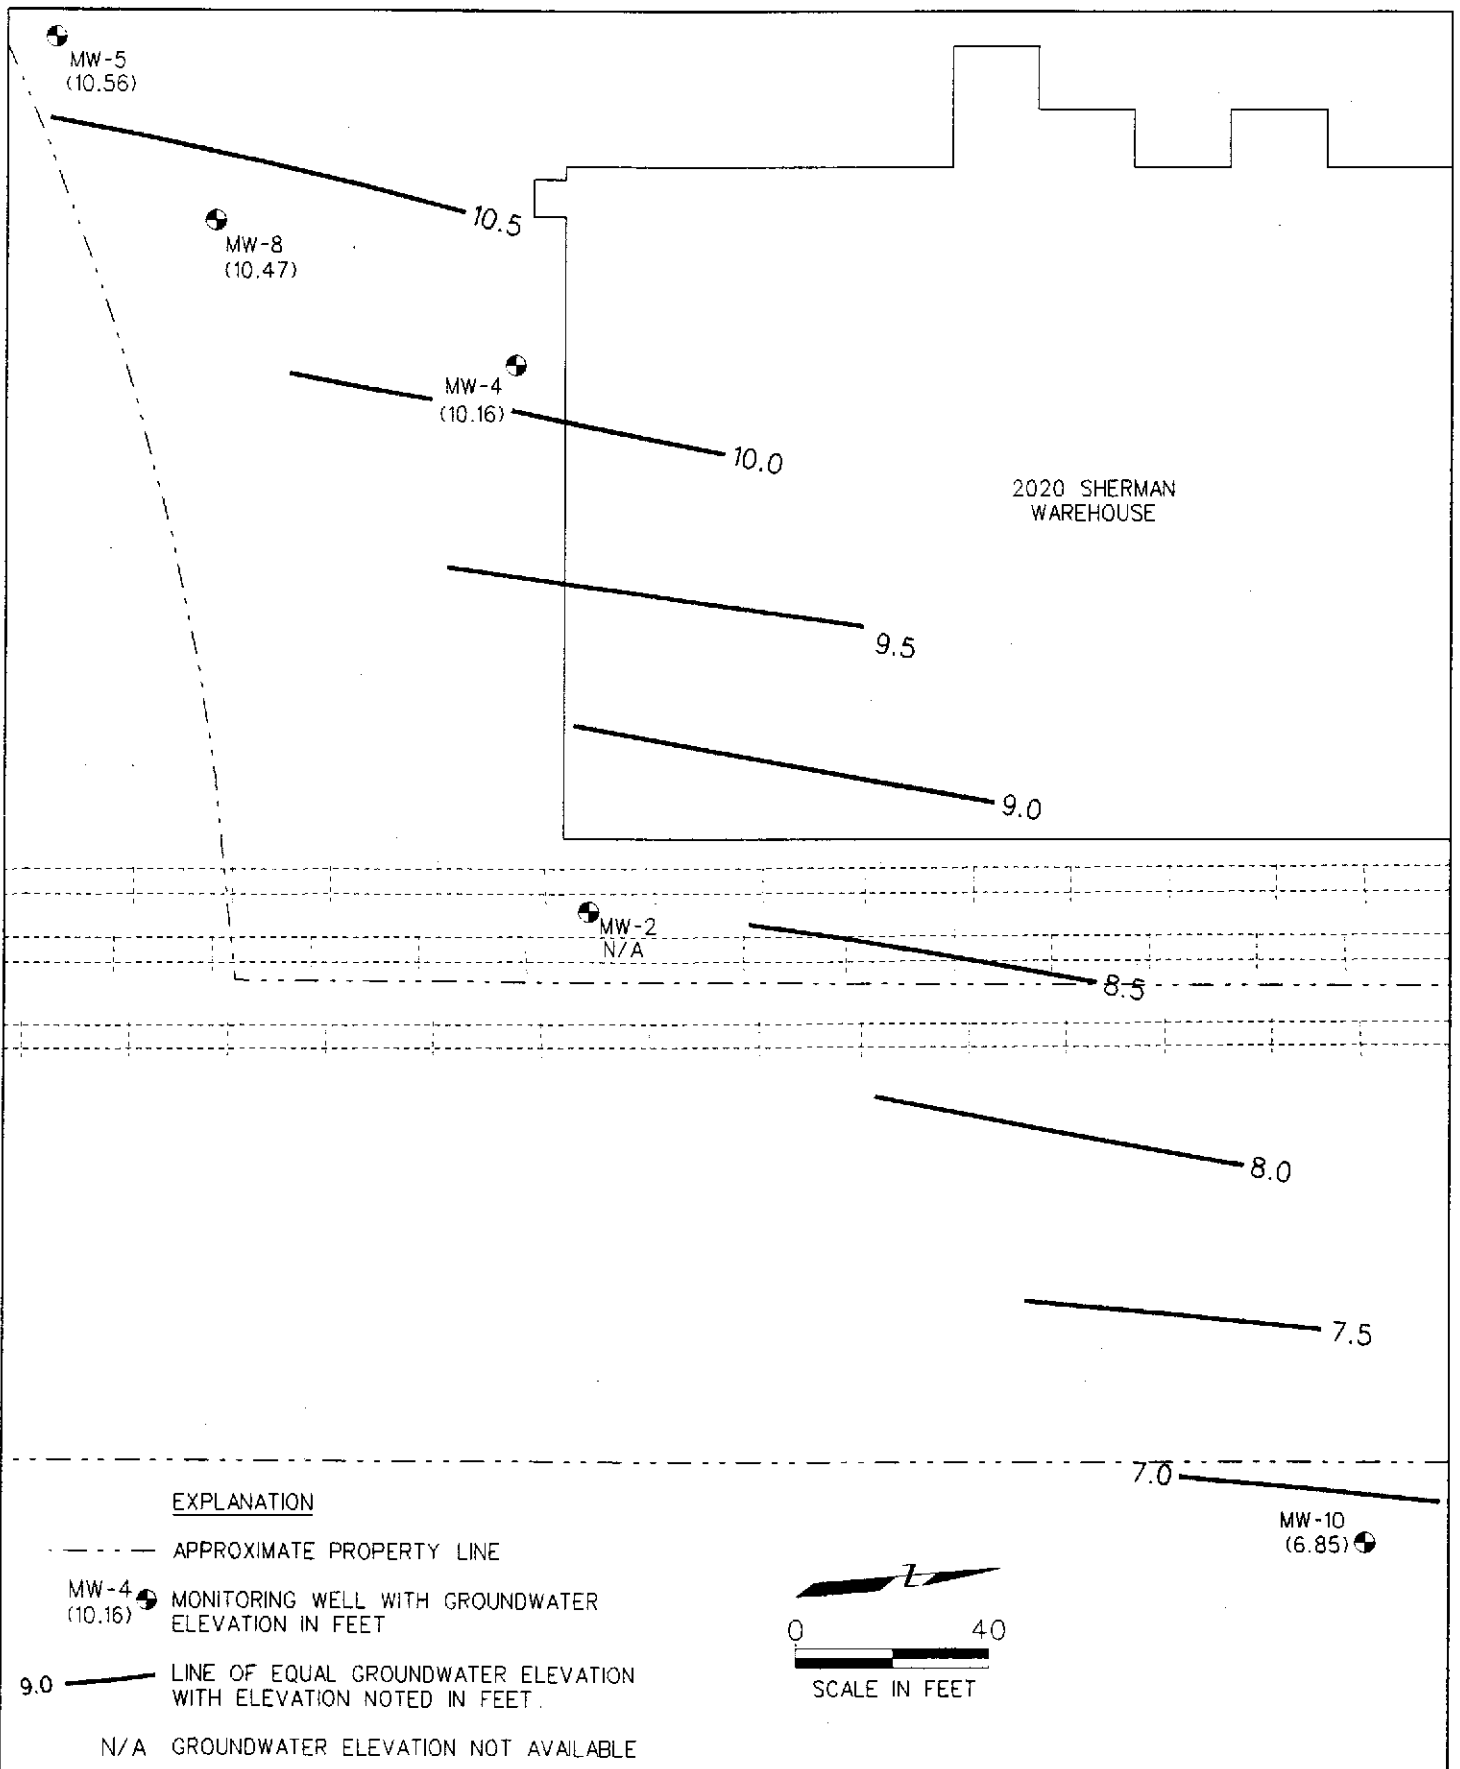 MW-5
(10.56)
10.5
MW-8
(10.47)
MW-4
(10.16)
10.0
2020 SHERMAN
WAREHOUSE
9.5
9.0
MW-2
N/A
8.5
8.0
7.5
7.0
MW-10
(6.85)
EXPLANATION
APPROXIMATE PROPERTY LINE
MW-4
(10.16)
MONITORING WELL WITH GROUNDWATER
ELEVATION IN FEET
9.0
LINE OF EQUAL GROUNDWATER ELEVATION
WITH ELEVATION NOTED IN FEET.
N/A GROUNDWATER ELEVATION NOT AVAILABLE
Z
0 40
SCALE IN FEET